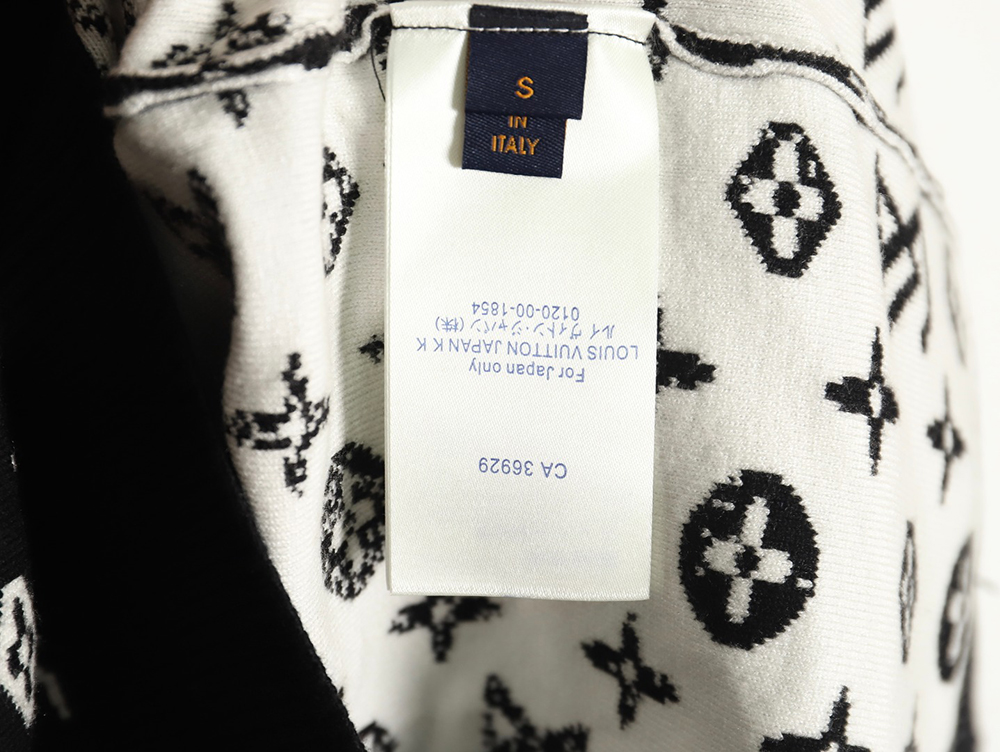 S
IN
ITALY
CA 36929
For Japan only
LOUIS VUITTON JAPAN K K
ルイ ヴィトン・ジャパン (株)
0120-00-1854